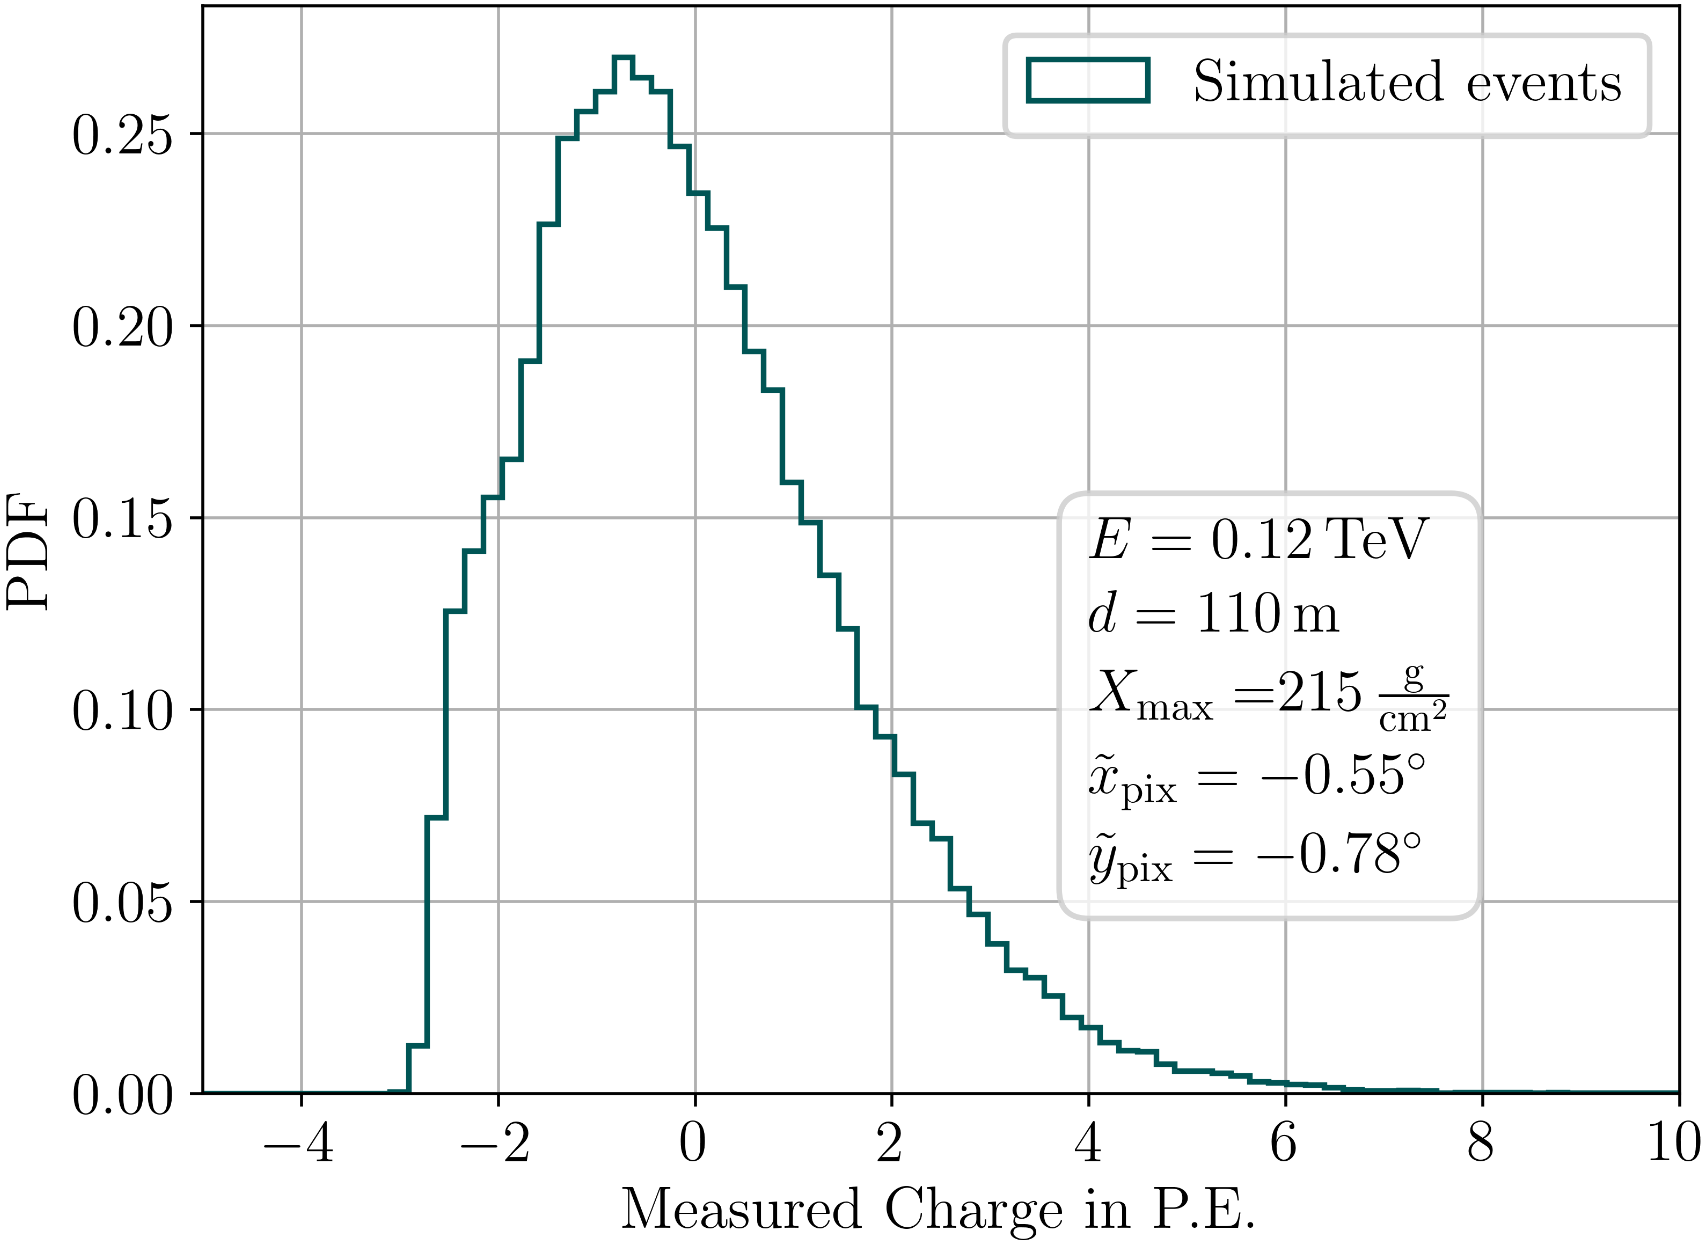 Simulated events
0.25
0.20
0.15
0.10
0.05
0.00
PDF
E = 0.12 TeV
d = 110 m
X_max =215 g/cm²
x̃_pix = −0.55°
ỹ_pix = −0.78°
−4 −2 0 2 4 6 8 10
Measured Charge in P.E.